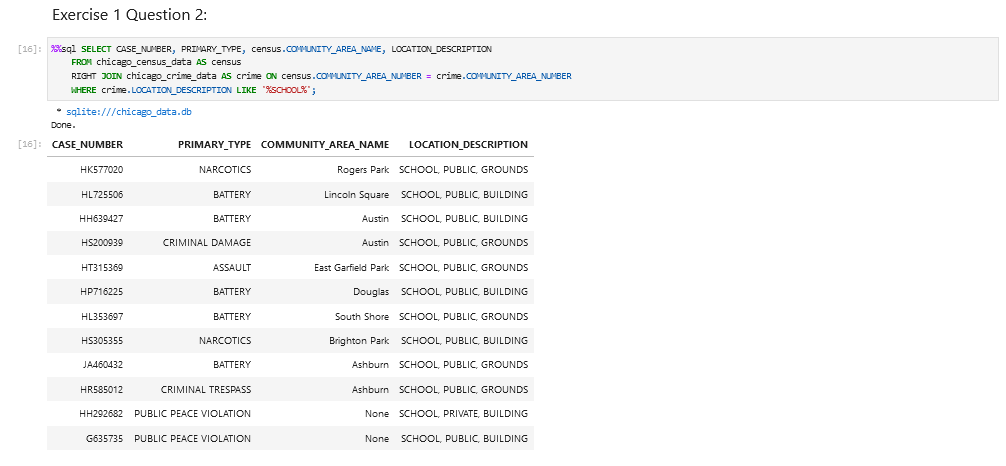 Exercise 1 Question 2:
[16]: %%sql SELECT CASE_NUMBER, PRIMARY_TYPE, census.COMMUNITY_AREA_NAME, LOCATION_DESCRIPTION
FROM chicago_census_data AS census
RIGHT JOIN chicago_crime_data AS crime ON census.COMMUNITY_AREA_NUMBER = crime.COMMUNITY_AREA_NUMBER
WHERE crime.LOCATION_DESCRIPTION LIKE '%SCHOOL%';
* sqlite:///chicago_data.db
Done.
[16]: CASE_NUMBER PRIMARY_TYPE COMMUNITY_AREA_NAME LOCATION_DESCRIPTION
HK577020 NARCOTICS Rogers Park SCHOOL, PUBLIC, GROUNDS
HL725506 BATTERY Lincoln Square SCHOOL, PUBLIC, BUILDING
HH639427 BATTERY Austin SCHOOL, PUBLIC, BUILDING
HS200939 CRIMINAL DAMAGE Austin SCHOOL, PUBLIC, GROUNDS
HT315369 ASSAULT East Garfield Park SCHOOL, PUBLIC, GROUNDS
HP716225 BATTERY Douglas SCHOOL, PUBLIC, BUILDING
HL353697 BATTERY South Shore SCHOOL, PUBLIC, GROUNDS
HS305355 NARCOTICS Brighton Park SCHOOL, PUBLIC, BUILDING
JA460432 BATTERY Ashburn SCHOOL, PUBLIC, GROUNDS
HR585012 CRIMINAL TRESPASS Ashburn SCHOOL, PUBLIC, GROUNDS
HH292682 PUBLIC PEACE VIOLATION None SCHOOL, PRIVATE, BUILDING
G635735 PUBLIC PEACE VIOLATION None SCHOOL, PUBLIC, BUILDING